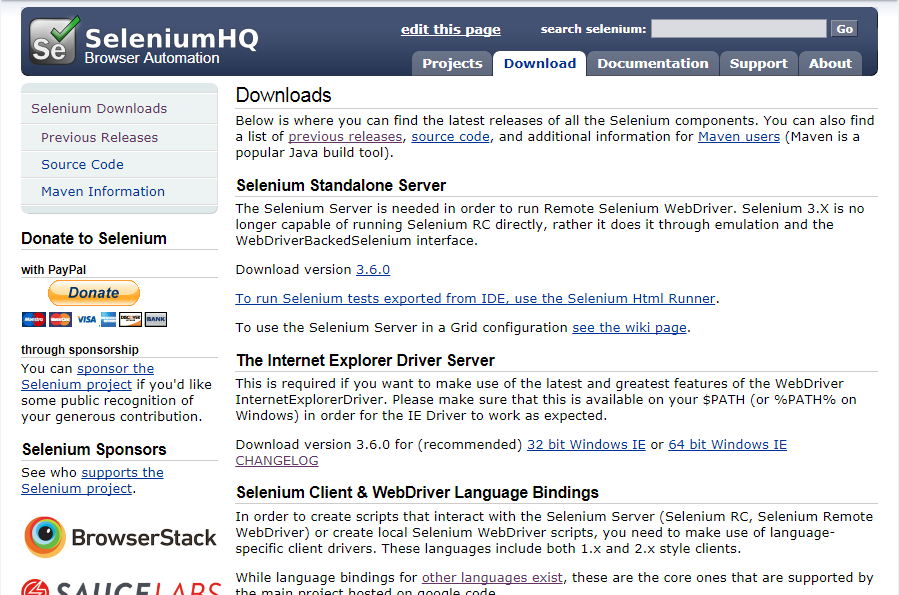 Se SeleniumHQ
Browser Automation
edit this page
search selenium:
Go
Projects
Download
Documentation
Support
About
Selenium Downloads
Previous Releases
Source Code
Maven Information
Donate to Selenium
with PayPal
Donate
VISA
BANK
through sponsorship
You can sponsor the
Selenium project if you'd like
some public recognition of
your generous contribution.
Selenium Sponsors
See who supports the
Selenium project.
BrowserStack
SAUCELABS
Downloads
Below is where you can find the latest releases of all the Selenium components. You can also find
a list of previous releases, source code, and additional information for Maven users (Maven is a
popular Java build tool).
Selenium Standalone Server
The Selenium Server is needed in order to run Remote Selenium WebDriver. Selenium 3.X is no
longer capable of running Selenium RC directly, rather it does it through emulation and the
WebDriverBackedSelenium interface.
Download version 3.6.0
To run Selenium tests exported from IDE, use the Selenium Html Runner.
To use the Selenium Server in a Grid configuration see the wiki page.
The Internet Explorer Driver Server
This is required if you want to make use of the latest and greatest features of the WebDriver
InternetExplorerDriver. Please make sure that this is available on your $PATH (or %PATH% on
Windows) in order for the IE Driver to work as expected.
Download version 3.6.0 for (recommended) 32 bit Windows IE or 64 bit Windows IE
CHANGELOG
Selenium Client & WebDriver Language Bindings
In order to create scripts that interact with the Selenium Server (Selenium RC, Selenium Remote
WebDriver) or create local Selenium WebDriver scripts, you need to make use of language-
specific client drivers. These languages include both 1.x and 2.x style clients.
While language bindings for other languages exist, these are the core ones that are supported by
the main project hosted on google code.